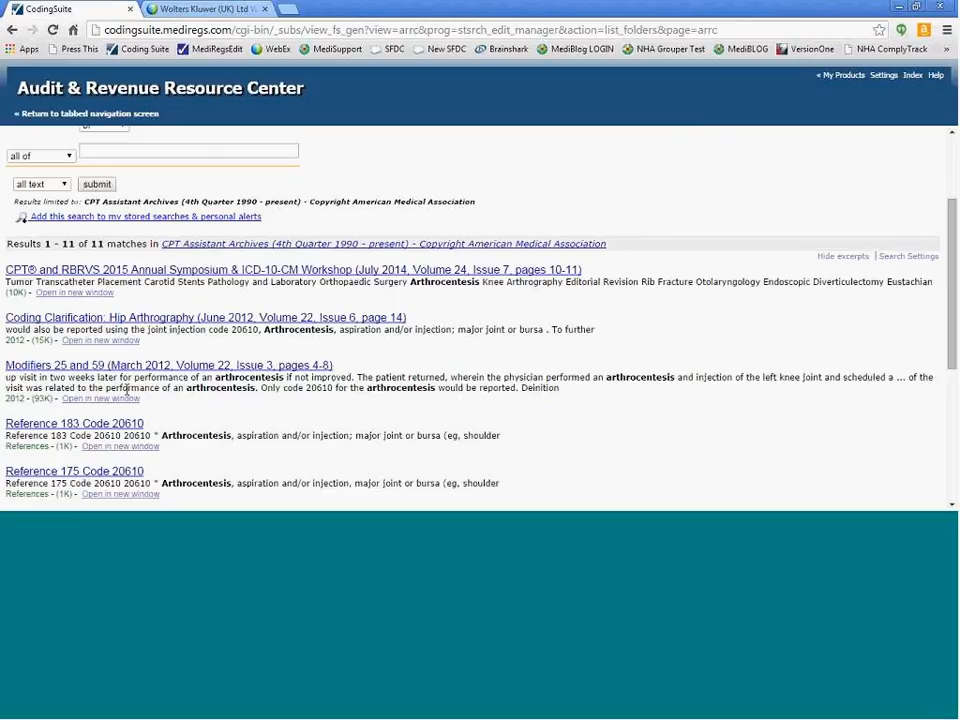 CodingSuite
Wolters Kluwer (UK) Ltd W
codingsuite.mediregs.com/cgi-bin/_subs/view_fs_gen?view=arrc&prog=stsrch_edit_manager&action=list_folders&page=arrc
Apps Press This Coding Suite MediRegsEdit WebEx MediSupport SFDC New SFDC Brainshark MediBlog LOGIN NHA Grouper Test MediBLOG VersionOne NHA ComplyTrack
« My Products Settings Index Help
Audit & Revenue Resource Center
« Return to tabbed navigation screen
all of
all text submit
Results limited to: CPT Assistant Archives (4th Quarter 1990 - present) - Copyright American Medical Association
Add this search to my stored searches & personal alerts
Results 1 - 11 of 11 matches in CPT Assistant Archives (4th Quarter 1990 - present) - Copyright American Medical Association
Hide excerpts | Search Settings
CPT® and RBRVS 2015 Annual Symposium & ICD-10-CM Workshop (July 2014, Volume 24, Issue 7, pages 10-11)
Tumor Transcatheter Placement Carotid Stents Pathology and Laboratory Orthopaedic Surgery Arthrocentesis Knee Arthrography Editorial Revision Rib Fracture Otolaryngology Endoscopic Diverticulectomy Eustachian
(10K) - Open in new window
Coding Clarification: Hip Arthrography (June 2012, Volume 22, Issue 6, page 14)
would also be reported using the joint injection code 20610, Arthrocentesis, aspiration and/or injection; major joint or bursa . To further
2012 - (15K) - Open in new window
Modifiers 25 and 59 (March 2012, Volume 22, Issue 3, pages 4-8)
up visit in two weeks later for performance of an arthrocentesis if not improved. The patient returned, wherein the physician performed an arthrocentesis and injection of the left knee joint and scheduled a ... of the
visit was related to the performance of an arthrocentesis. Only code 20610 for the arthrocentesis would be reported. Deinition
2012 - (93K) - Open in new window
Reference 183 Code 20610
Reference 183 Code 20610 20610 * Arthrocentesis, aspiration and/or injection; major joint or bursa (eg, shoulder
References - (1K) - Open in new window
Reference 175 Code 20610
Reference 175 Code 20610 20610 * Arthrocentesis, aspiration and/or injection, major joint or bursa (eg, shoulder
References - (1K) - Open in new window